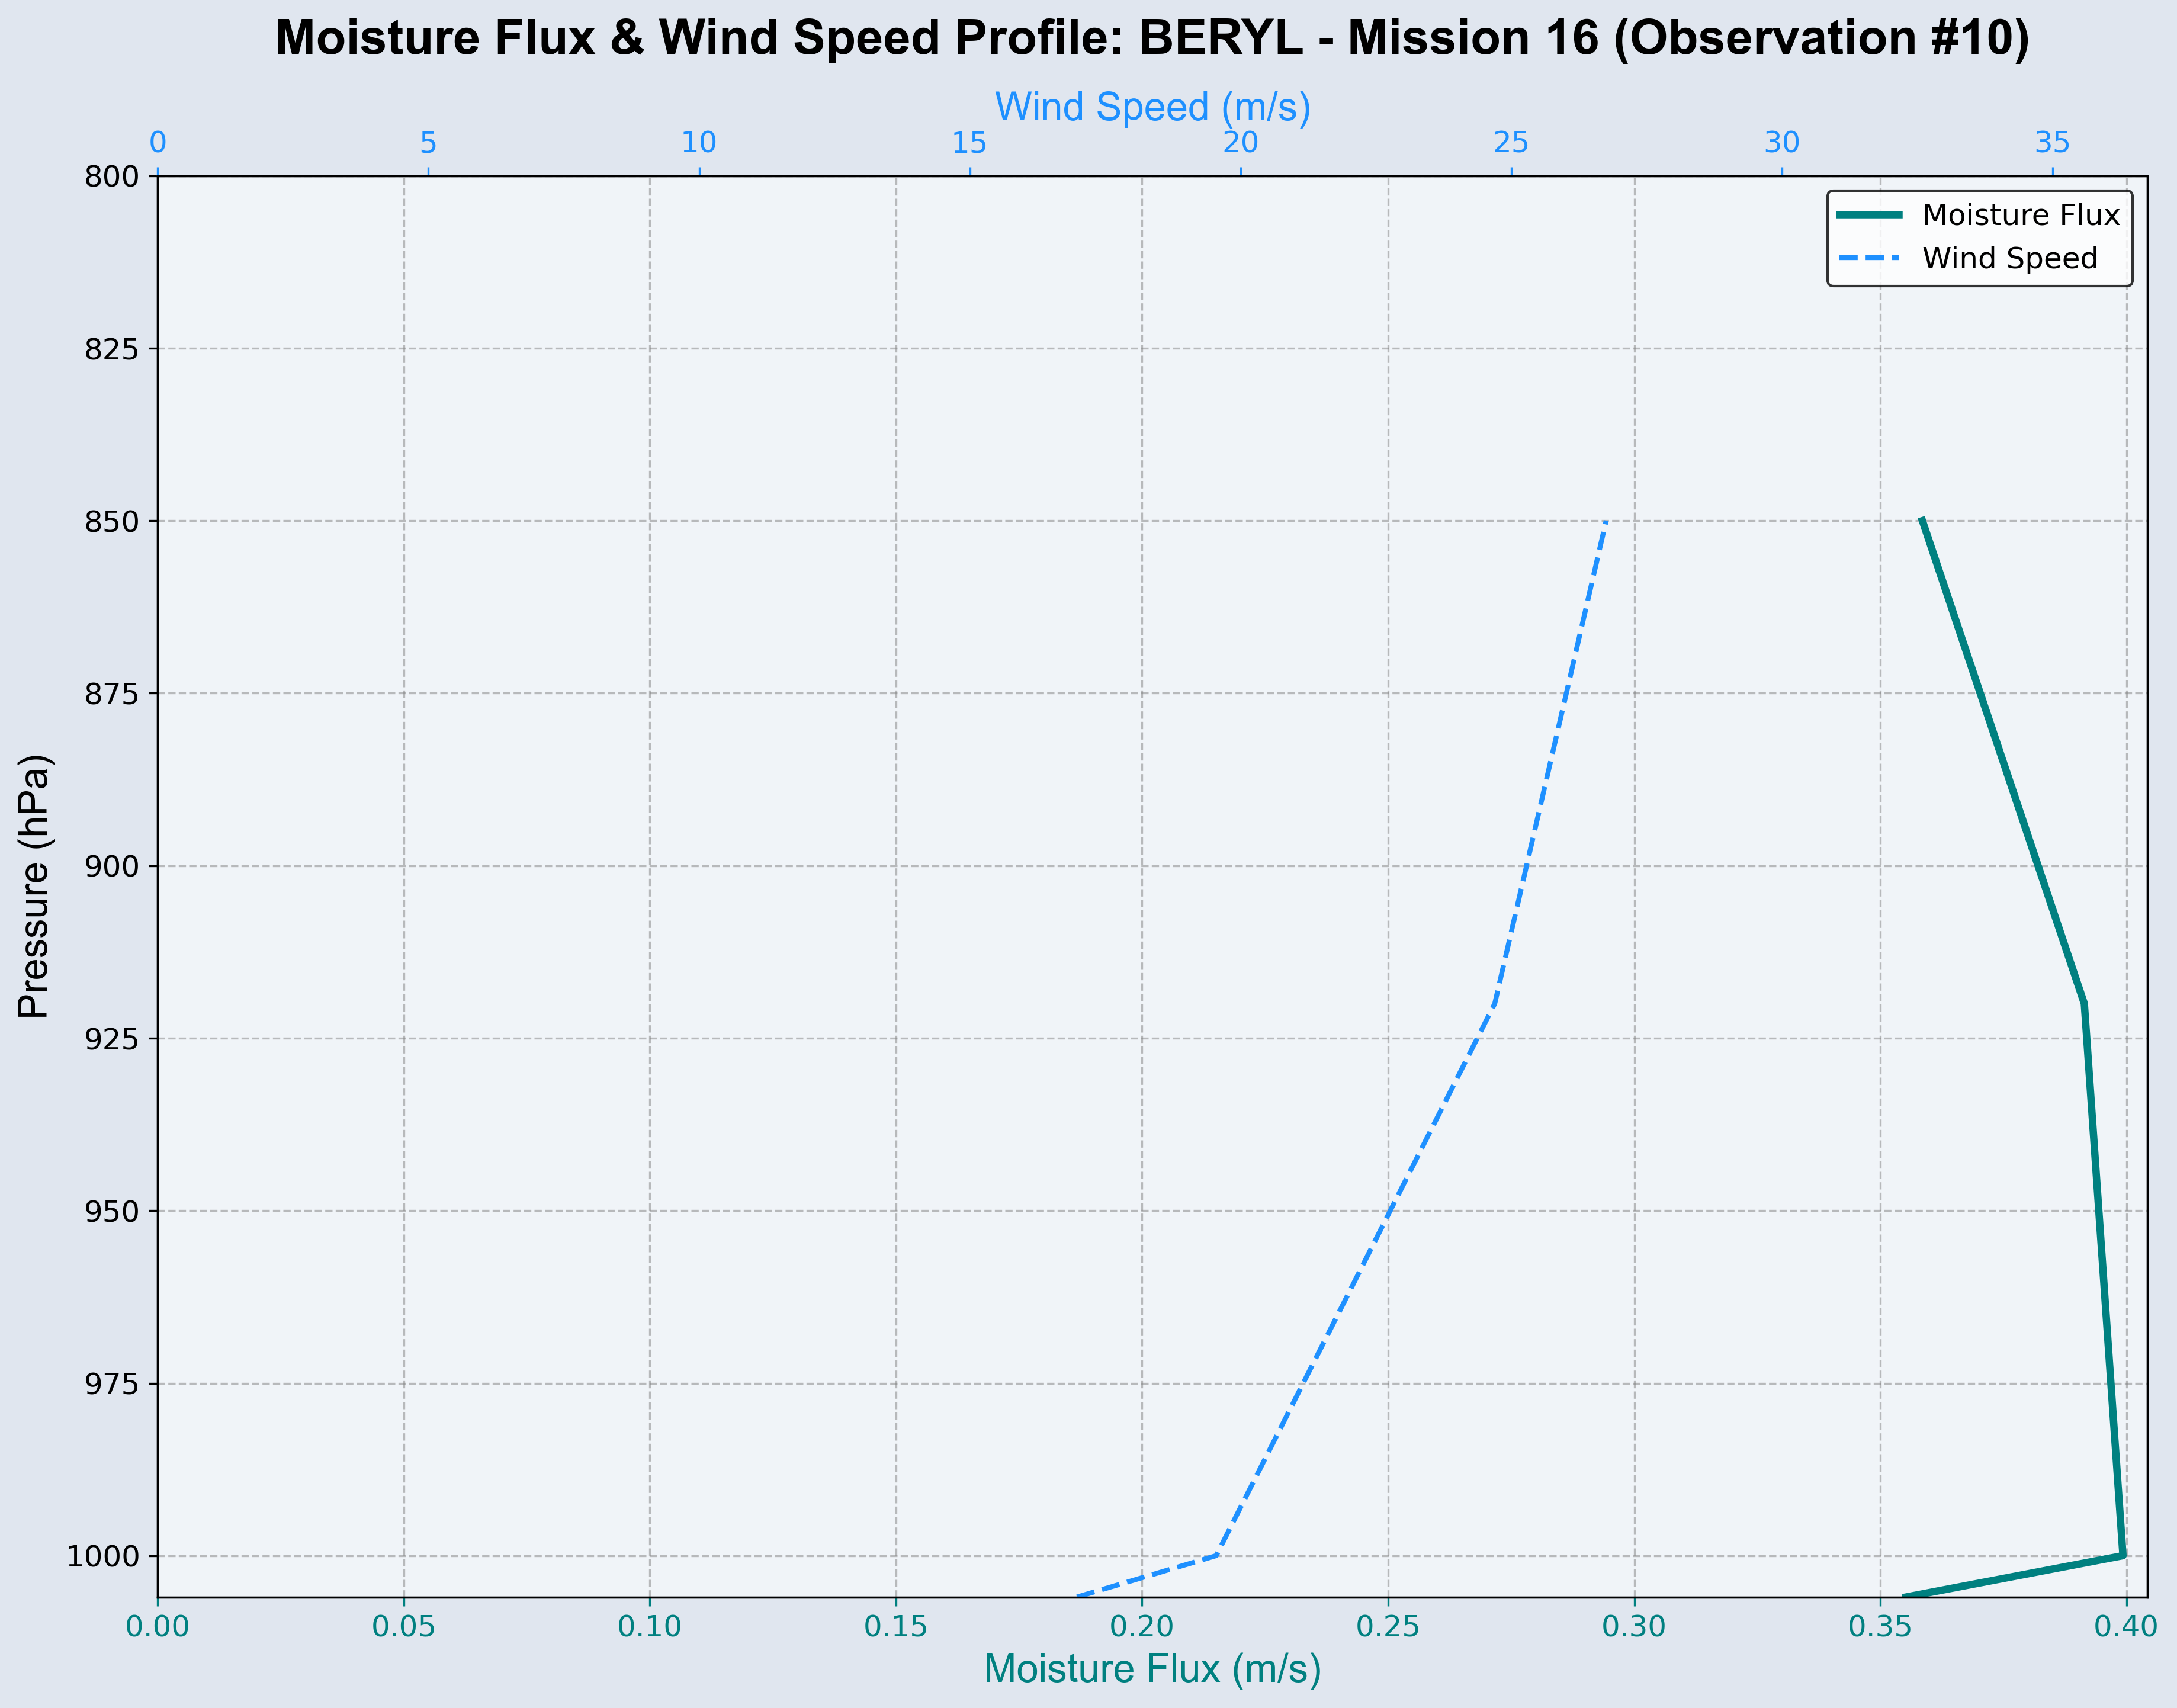 Moisture Flux & Wind Speed Profile: BERYL - Mission 16 (Observation #10)
Wind Speed (m/s)
0 5 10 15 20 25 30 35
Moisture Flux
Wind Speed
Pressure (hPa)
800
825
850
875
900
925
950
975
1000
0.00 0.05 0.10 0.15 0.20 0.25 0.30 0.35 0.40
Moisture Flux (m/s)